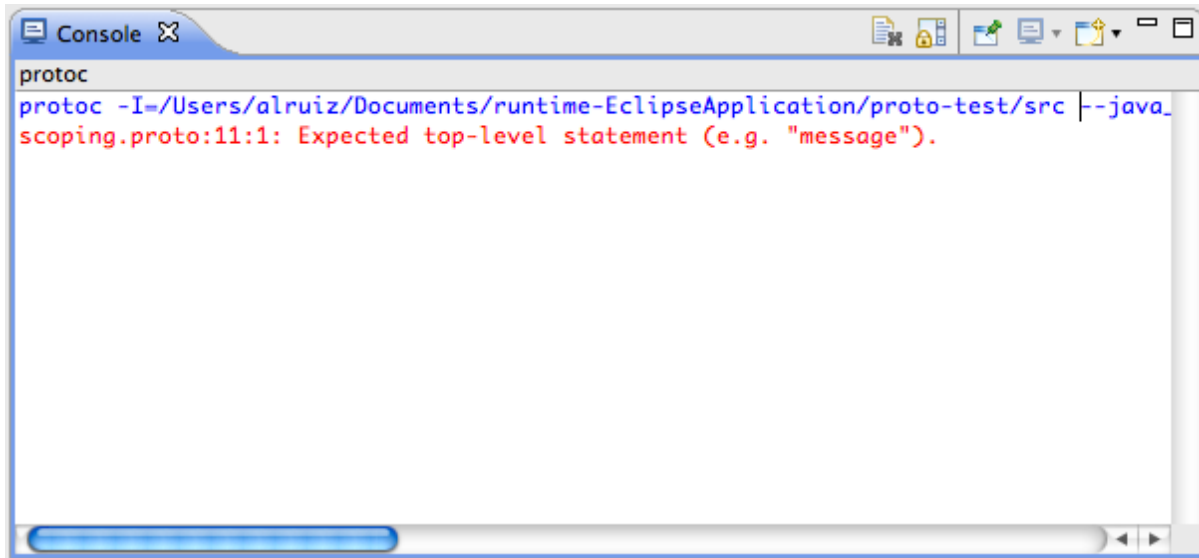 Console
protoc
protoc -I=/Users/alruiz/Documents/runtime-EclipseApplication/proto-test/src --java_
scoping.proto:11:1: Expected top-level statement (e.g. "message").